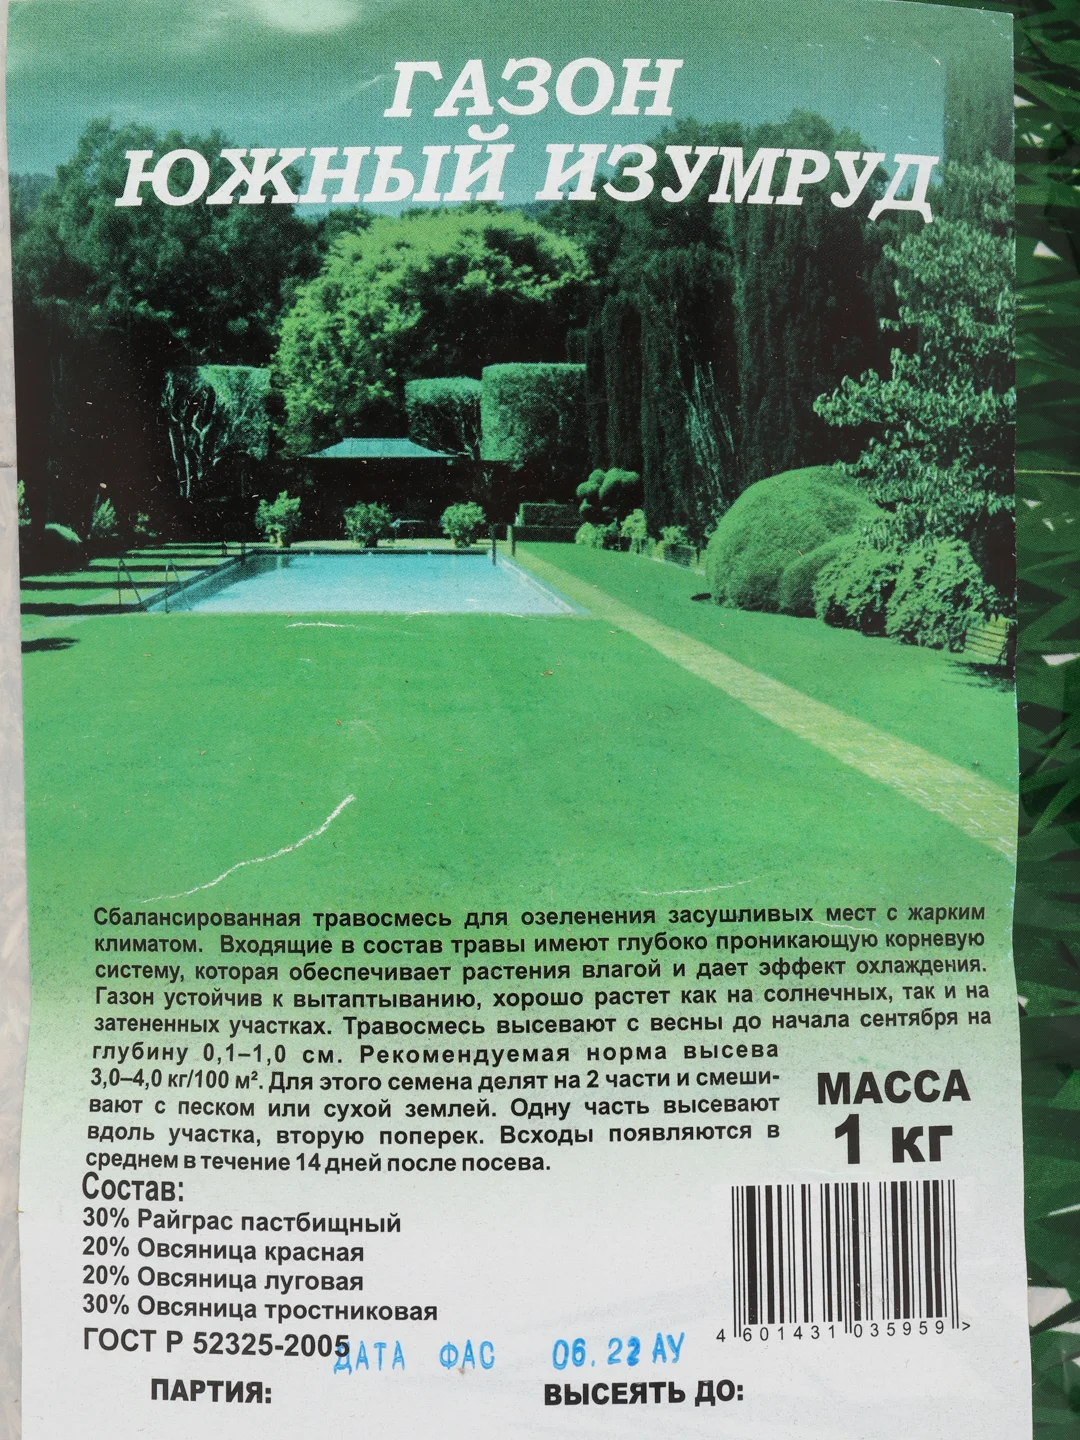 ГАЗОН
ЮЖНЫЙ ИЗУМРУД
Сбалансированная травосмесь для озеленения засушливых мест с жарким
климатом. Входящие в состав травы имеют глубоко проникающую корневую
систему, которая обеспечивает растения влагой и дает эффект охлаждения.
Газон устойчив к вытаптыванию, хорошо растет как на солнечных, так и на
затененных участках. Травосмесь высевают с весны до начала сентября на
глубину 0,1–1,0 см. Рекомендуемая норма высева
3,0–4,0 кг/100 м². Для этого семена делят на 2 части и смеши-
вают с песком или сухой землей. Одну часть высевают
вдоль участка, вторую поперек. Всходы появляются в
среднем в течение 14 дней после посева.
МАССА
1 кг
Состав:
30% Райграс пастбищный
20% Овсяница красная
20% Овсяница луговая
30% Овсяница тростниковая
ГОСТ Р 52325-2005
4 601431 035959 >
ДАТА ФАС 06.22 АУ
ПАРТИЯ:
ВЫСЕЯТЬ ДО: